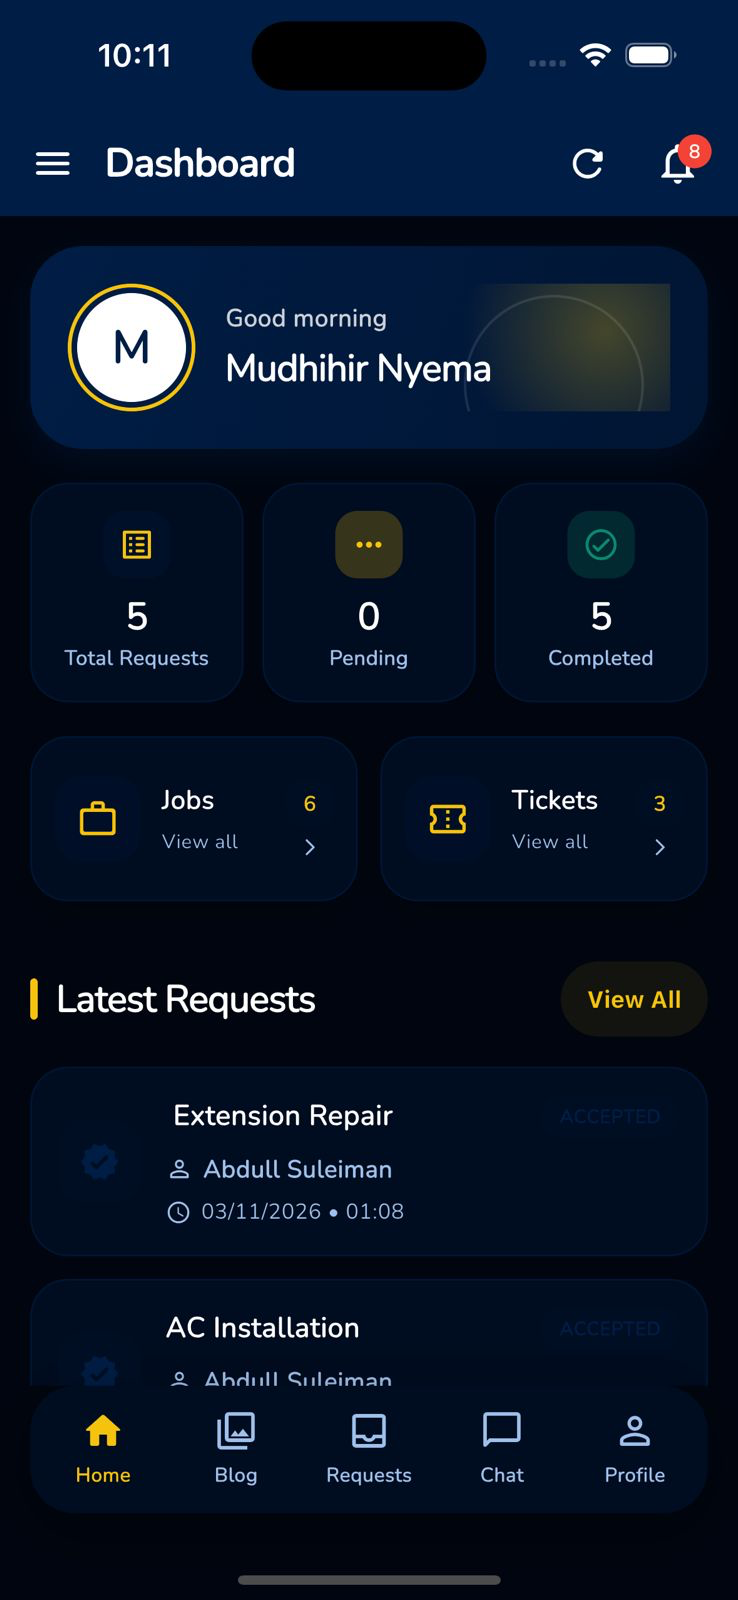 10:11
Dashboard
8
M
Good morning
Mudhihir Nyema
5
Total Requests
0
Pending
5
Completed
Jobs
6
View all
Tickets
3
View all
Latest Requests
View All
Extension Repair
ACCEPTED
Abdull Suleiman
03/11/2026 • 01:08
AC Installation
ACCEPTED
Abdull Suleiman
Home
Blog
Requests
Chat
Profile